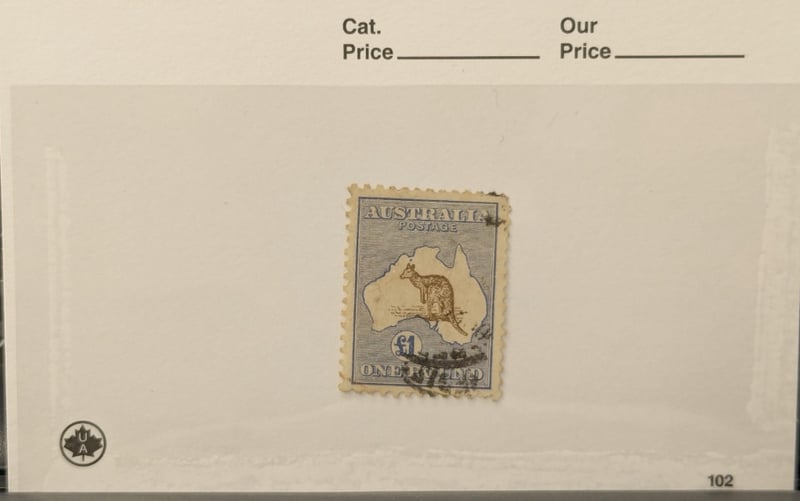 Cat.
Price
Our
Price
AUSTRALIA
POSTAGE
£1
ONE POUND
UA
102